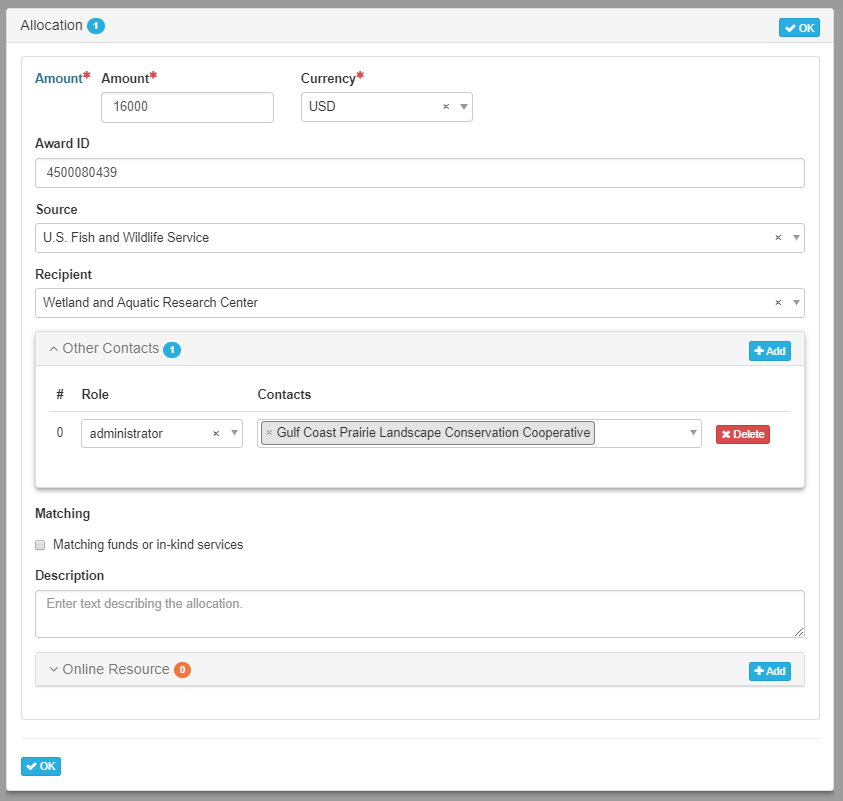 Allocation 1
OK
Amount* Amount* Currency*
16000 USD ×
Award ID
4500080439
Source
U.S. Fish and Wildlife Service ×
Recipient
Wetland and Aquatic Research Center ×
Other Contacts 1 Add
# Role Contacts
0 administrator × × Gulf Coast Prairie Landscape Conservation Cooperative Delete
Matching
Matching funds or in-kind services
Description
Enter text describing the allocation.
Online Resource 0 Add
OK